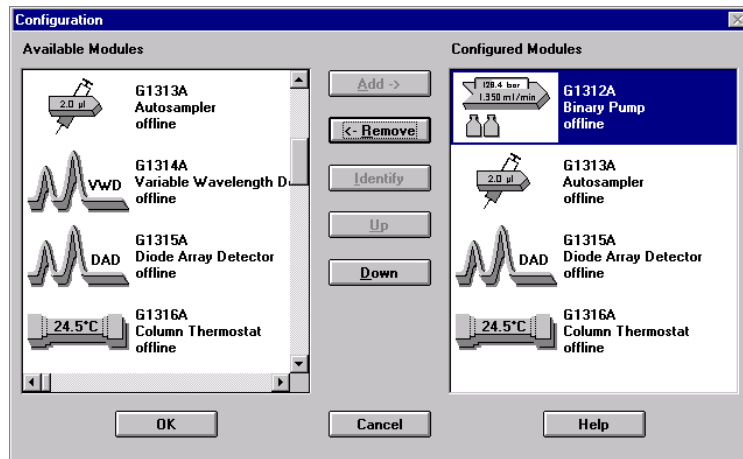 Configuration
Available Modules
2.0 µl
G1313A
Autosampler
offline
VWD
G1314A
Variable Wavelength D
offline
DAD
G1315A
Diode Array Detector
offline
24.5°C
G1316A
Column Thermostat
offline
Add ->
<- Remove
Identify
Up
Down
Configured Modules
128.4 bar
1.350 ml/min
G1312A
Binary Pump
offline
2.0 µl
G1313A
Autosampler
offline
DAD
G1315A
Diode Array Detector
offline
24.5°C
G1316A
Column Thermostat
offline
OK
Cancel
Help